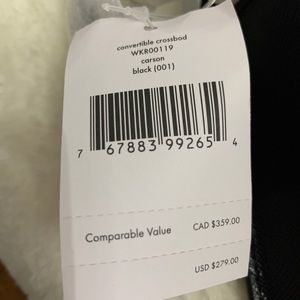 convertible crossbod
WKR00119
carson
black (001)
7 67883 99265 4
Comparable Value CAD $359.00
USD $279.00